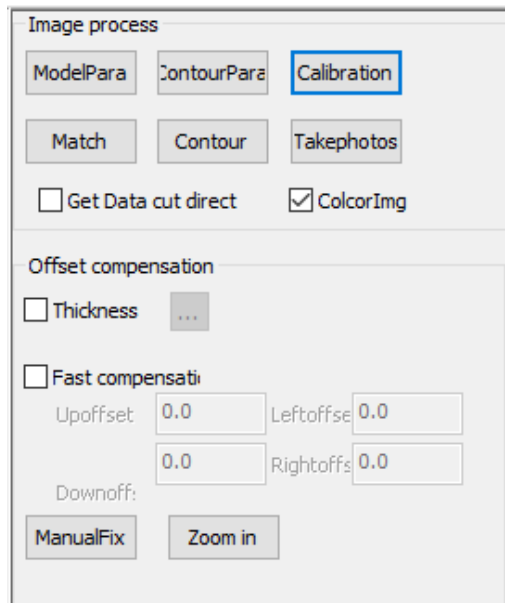 Image process
ModelPara ContourPara Calibration
Match Contour Takephotos
Get Data cut direct ColcorImg
Offset compensation
Thickness ...
Fast compensati
Upoffset 0.0 Leftoffse 0.0
0.0 Rightoffs 0.0
Downoffs
ManualFix Zoom in